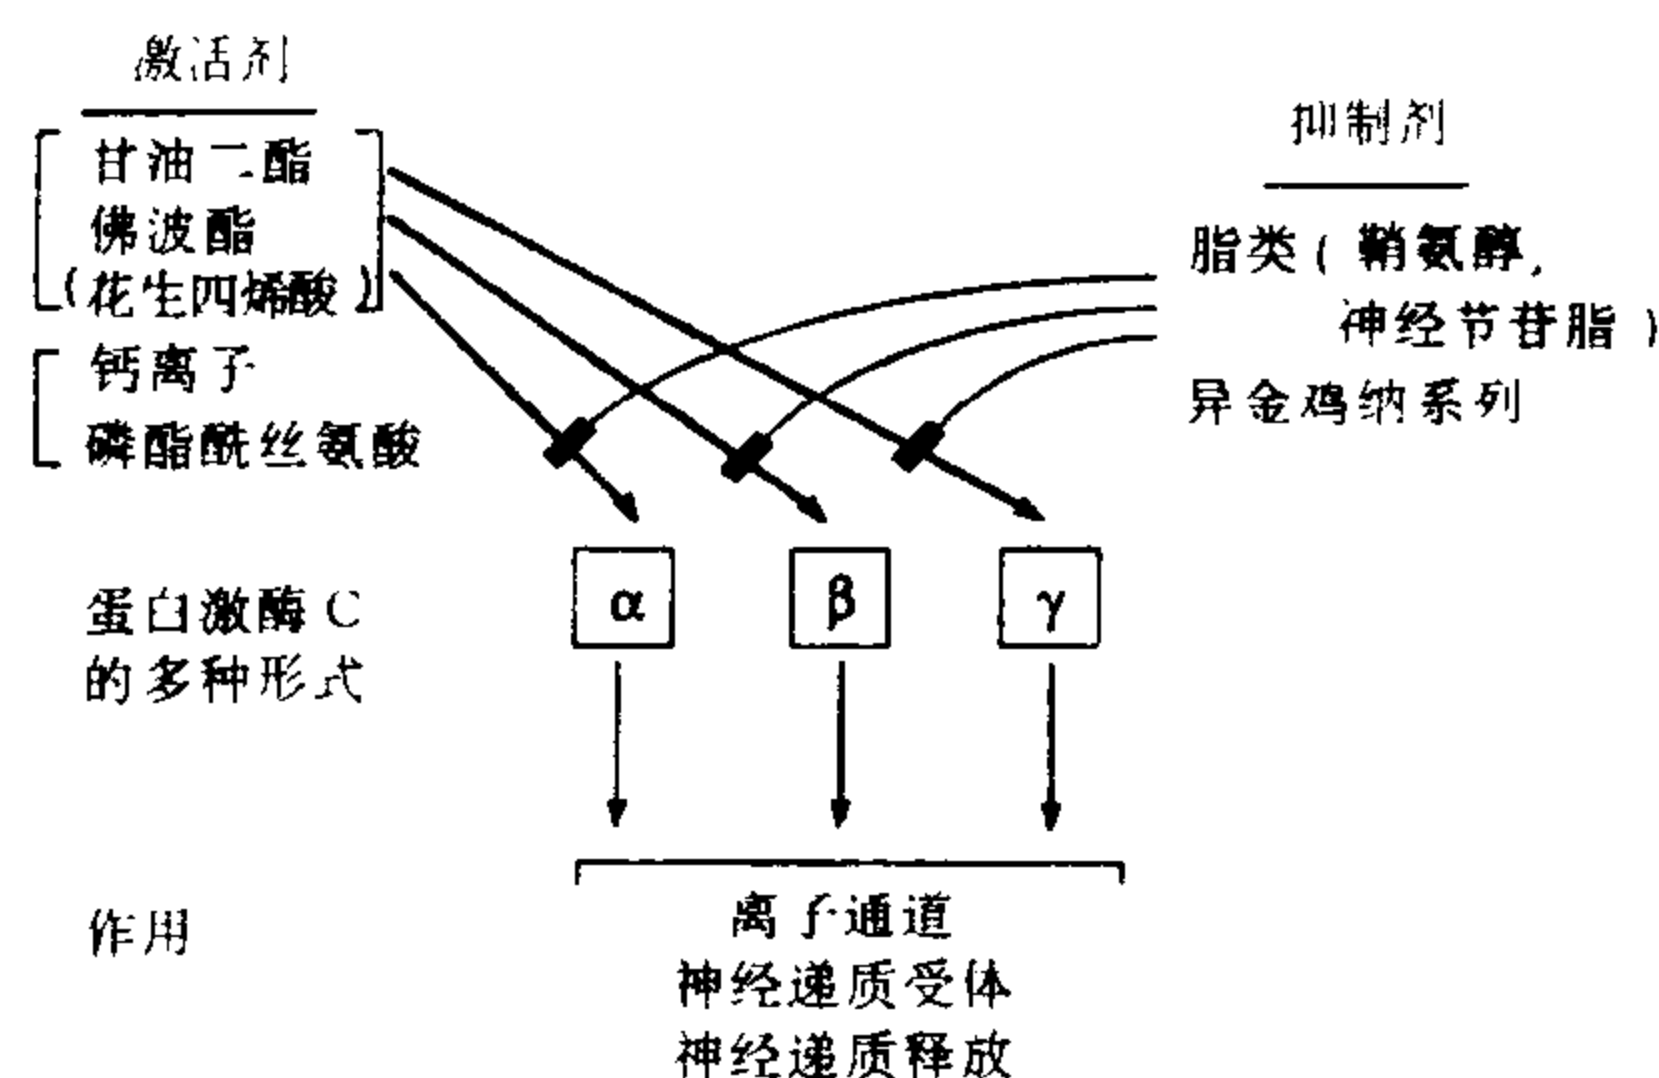 激活剂
甘油二酯
佛波酯
(花生四烯酸)
钙离子
磷酯酰丝氨酸
抑制剂
脂类(鞘氨醇,
神经节苷脂)
异金鸡纳系列
蛋白激酶C
的多种形式
α
β
γ
作用
离子通道
神经递质受体
神经递质释放